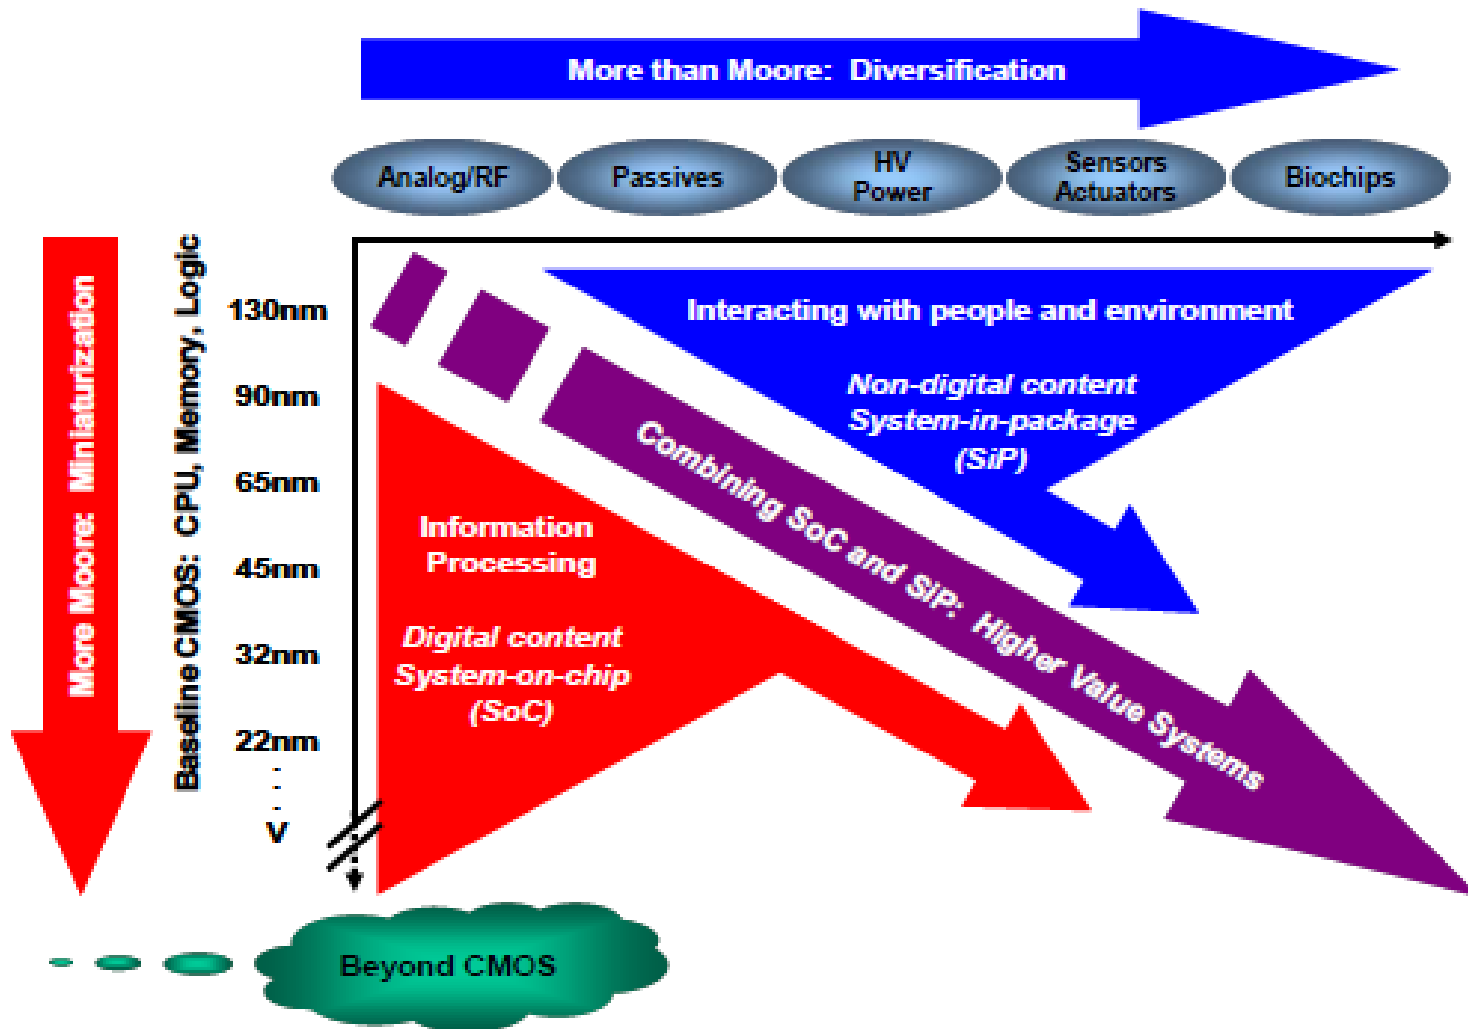 More than Moore: Diversification
Analog/RF
Passives
HV
Power
Sensors
Actuators
Biochips
More Moore: Miniaturization
Baseline CMOS: CPU, Memory, Logic
130nm
90nm
65nm
45nm
32nm
22nm
.
.
.
V
Interacting with people and environment
Non-digital content
System-in-package
(SiP)
Combining SoC and SiP: Higher Value Systems
Information
Processing
Digital content
System-on-chip
(SoC)
Beyond CMOS